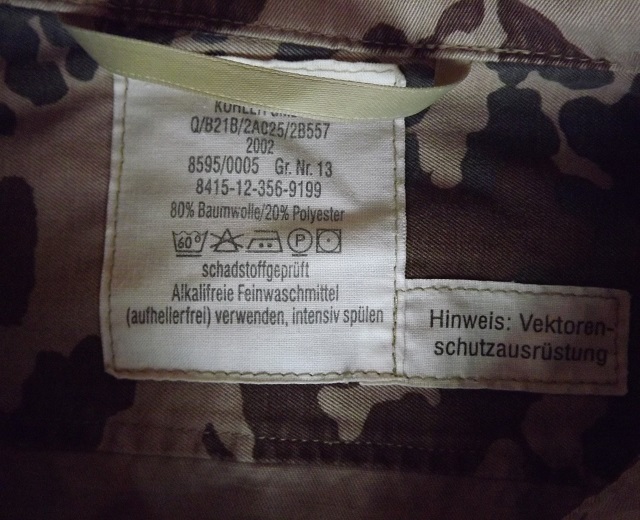 Q/B21B/2AC25/2B557
2002
8595/0005 Gr. Nr. 13
8415-12-356-9199
80% Baumwolle/20% Polyester
60° P
schadstoffgeprüft
Alkalifreie Feinwaschmittel
(aufhellerfrei) verwenden, intensiv spülen
Hinweis: Vektoren-
schutzausrüstung